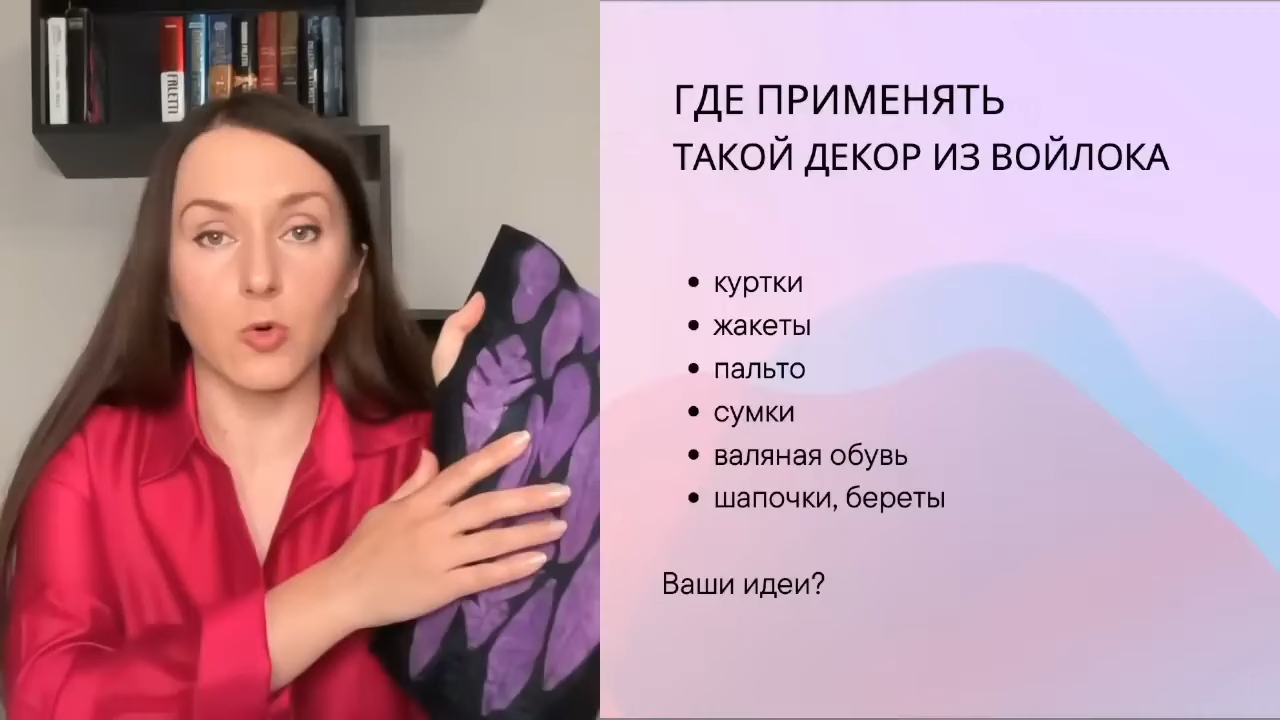 FALETTI
ГДЕ ПРИМЕНЯТЬ
ТАКОЙ ДЕКОР ИЗ ВОЙЛОКА
• куртки
• жакеты
• пальто
• сумки
• валяная обувь
• шапочки, береты
Ваши идеи?